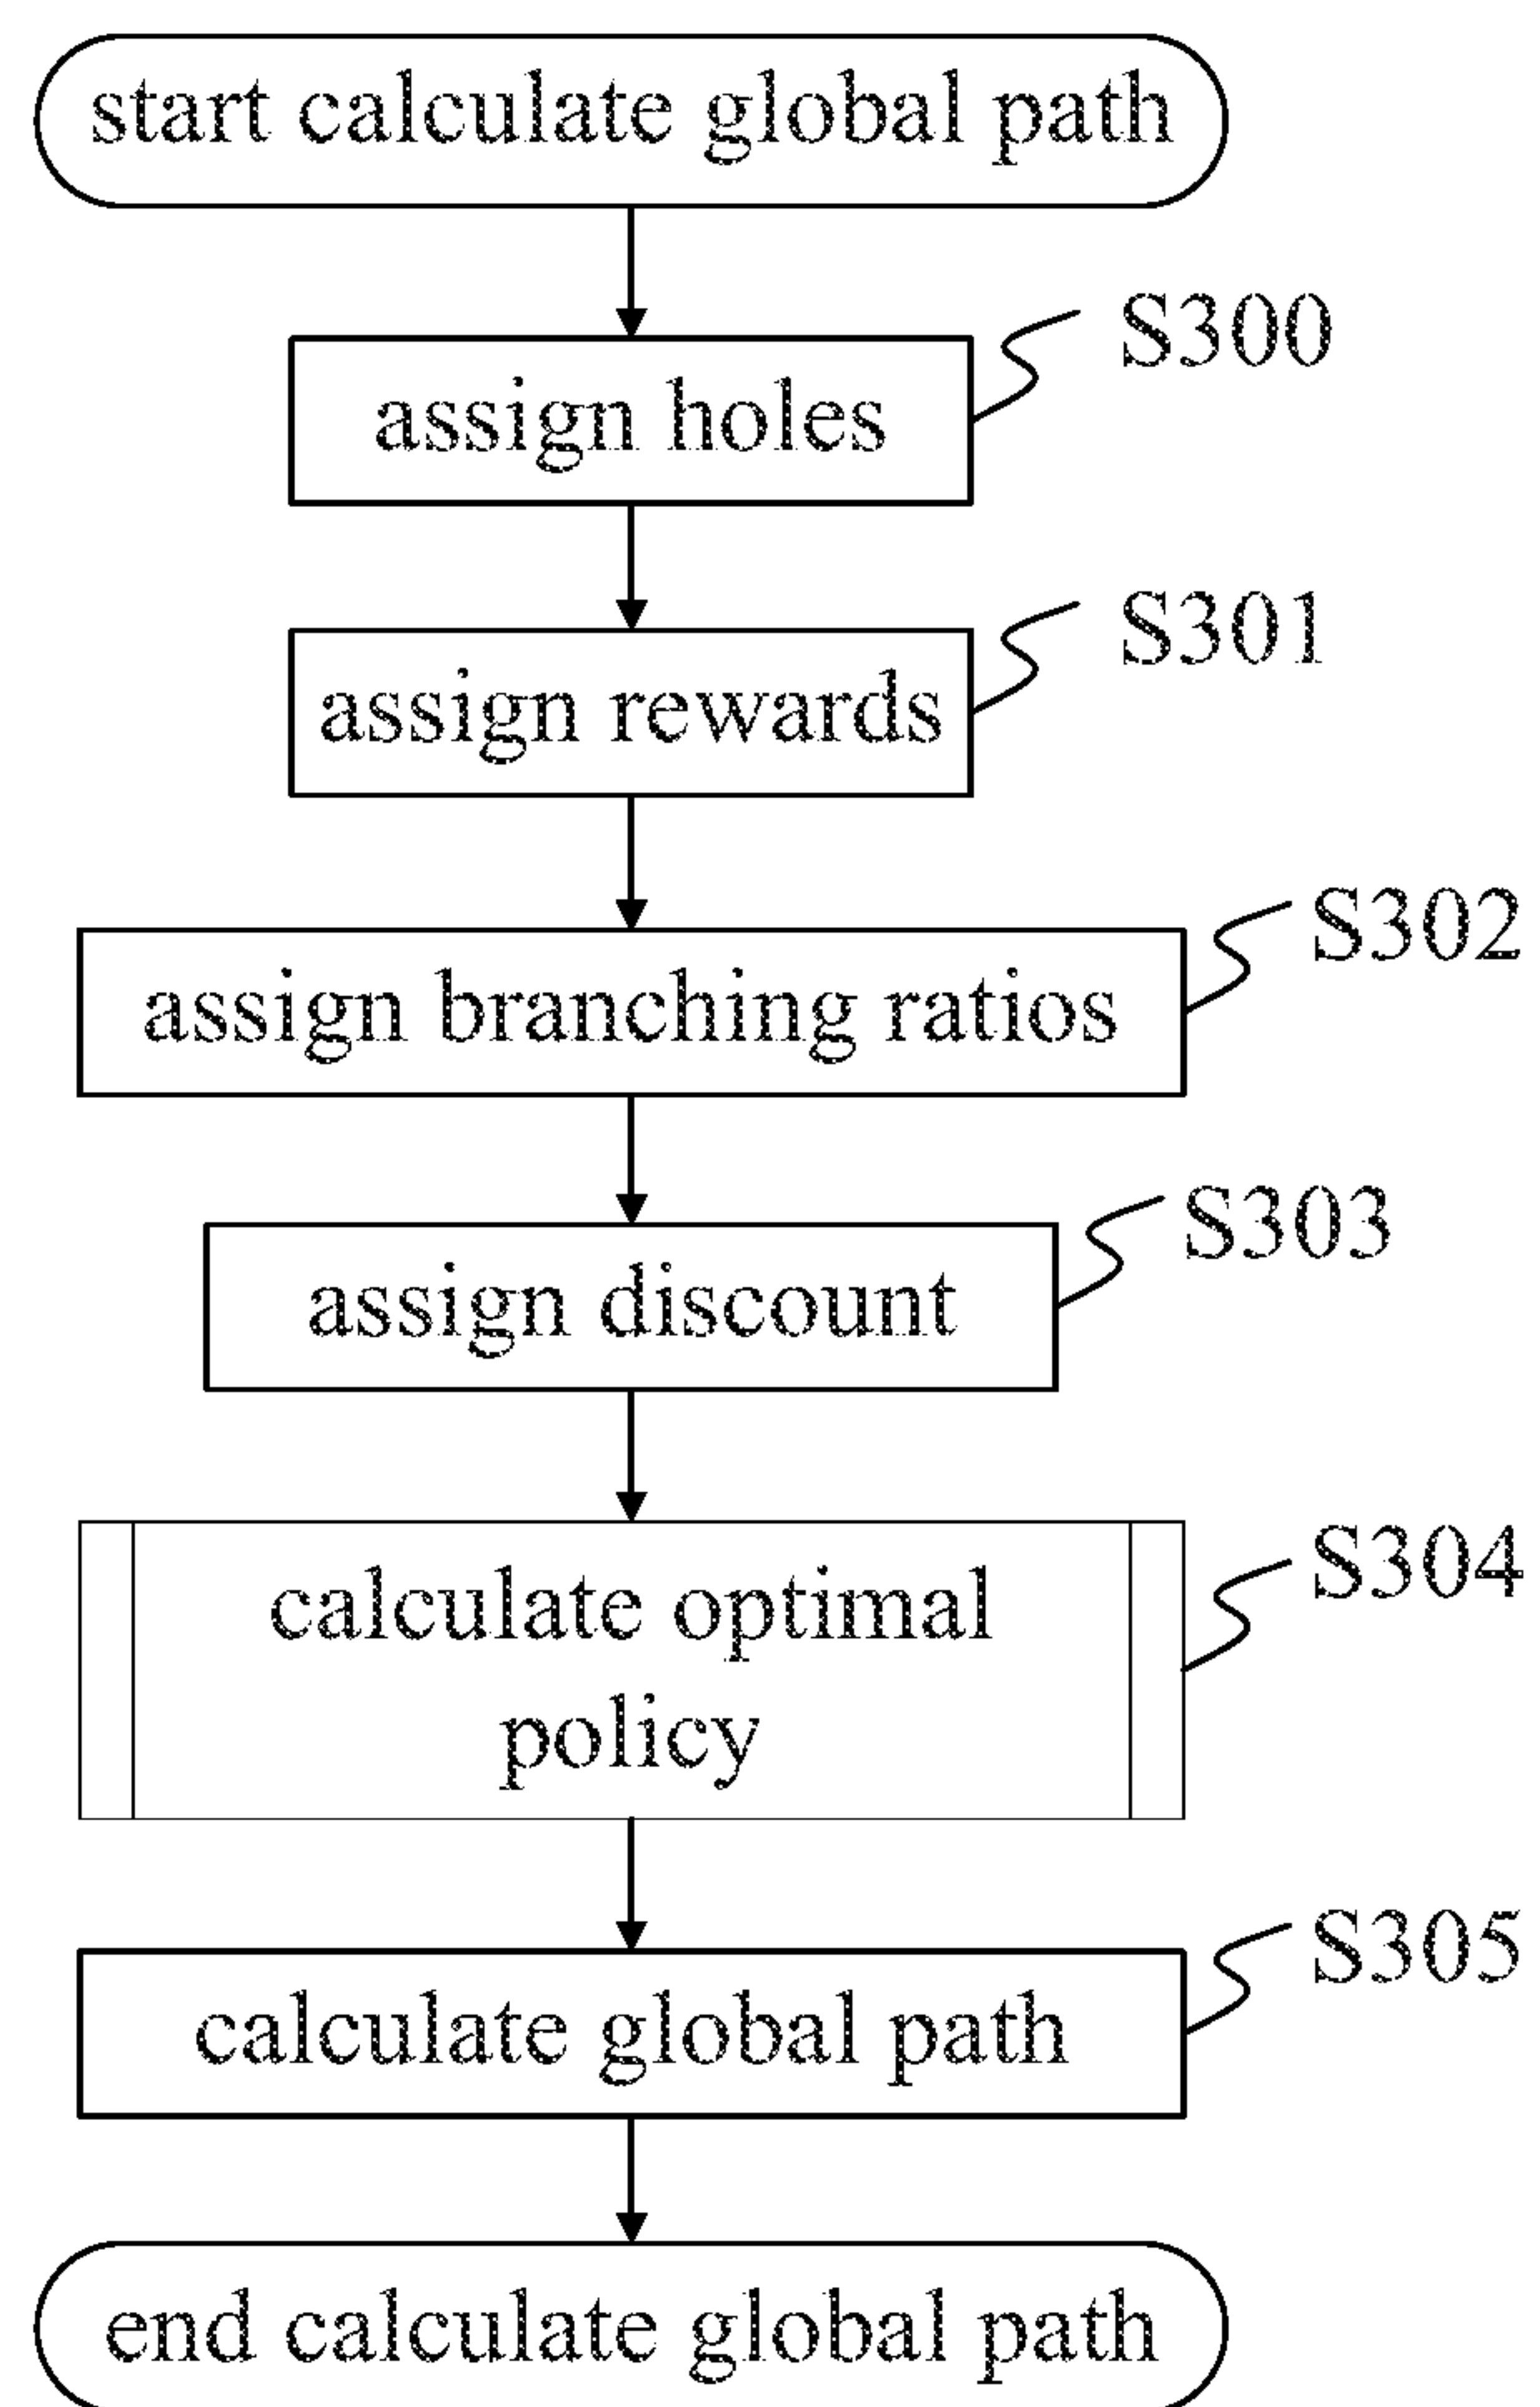 start calculate global path
S300
assign holes
S301
assign rewards
S302
assign branching ratios
S303
assign discount
S304
calculate optimal
policy
S305
calculate global path
end calculate global path